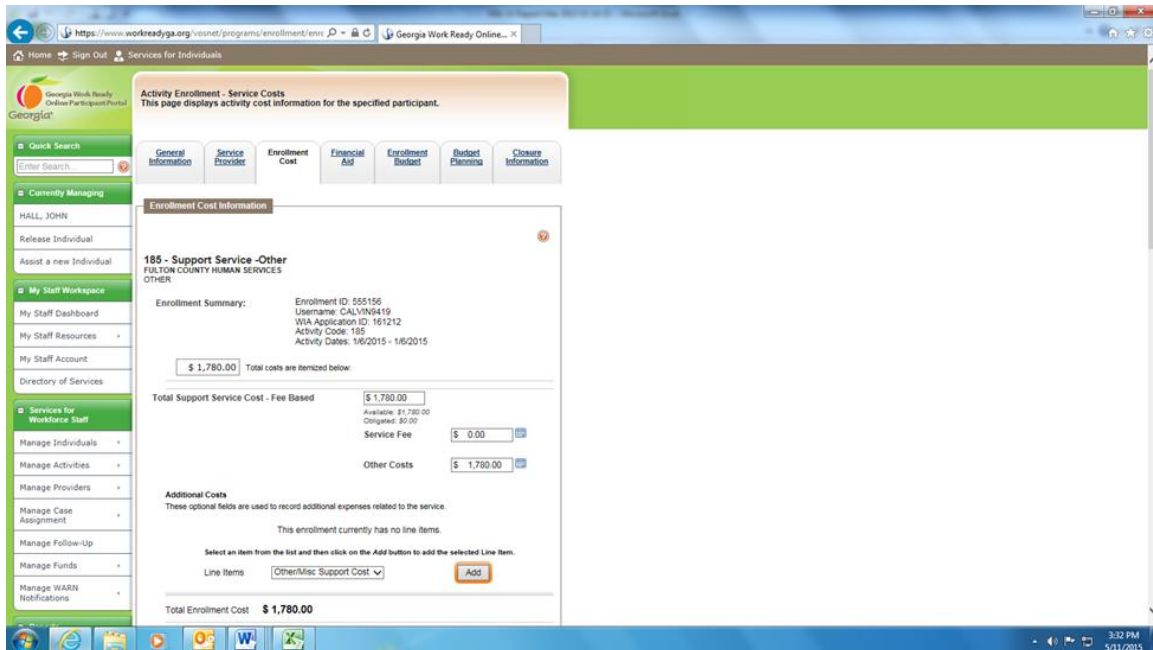 https://www.workreadyga.org/vosnet/programs/enrollment/enrc
Georgia Work Ready Online...
Home Sign Out Services for Individuals
Georgia Work Ready
Online Participant Portal
Georgia
Activity Enrollment - Service Costs
This page displays activity cost information for the specified participant.
Quick Search
Enter Search...
Currently Managing
HALL, JOHN
Release Individual
Assist a new Individual
My Staff Workspace
My Staff Dashboard
My Staff Resources
My Staff Account
Directory of Services
Services for
Workforce Staff
Manage Individuals
Manage Activities
Manage Providers
Manage Case
Assignment
Manage Follow-Up
Manage Funds
Manage WARN
Notifications
General
Information
Service
Provider
Enrollment
Cost
Financial
Aid
Enrollment
Budget
Budget
Planning
Closure
Information
Enrollment Cost Information
185 - Support Service -Other
FULTON COUNTY HUMAN SERVICES
OTHER
Enrollment Summary:
Enrollment ID: 555156
Username: CALVIN9419
WIA Application ID: 161212
Activity Code: 185
Activity Dates: 1/6/2015 - 1/6/2015
$ 1,780.00 Total costs are itemized below.
Total Support Service Cost - Fee Based $ 1,780.00
Available: $1,780.00
Obligated: $0.00
Service Fee $ 0.00
Other Costs $ 1,780.00
Additional Costs
These optional fields are used to record additional expenses related to the service.
This enrollment currently has no line items.
Select an item from the list and then click on the Add button to add the selected Line Item.
Line Items Other/Misc Support Cost Add
Total Enrollment Cost $ 1,780.00
3:32 PM
5/11/2015